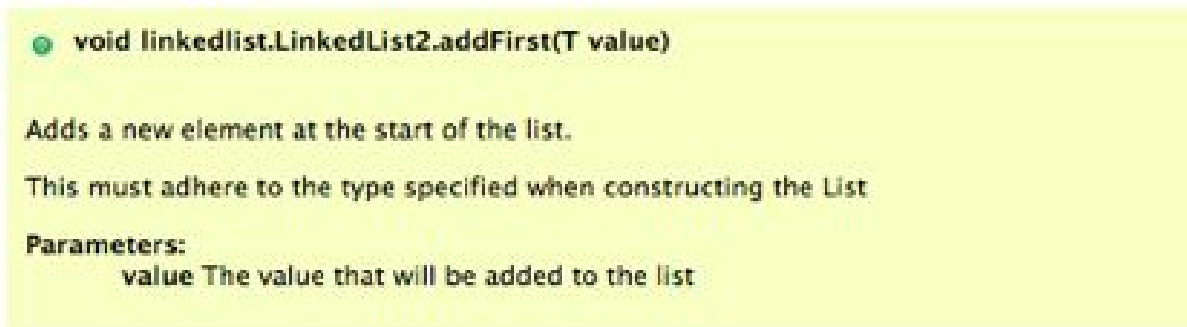 void linkedlist.LinkedList2.addFirst(T value)
Adds a new element at the start of the list.
This must adhere to the type specified when constructing the List
Parameters:
value The value that will be added to the list